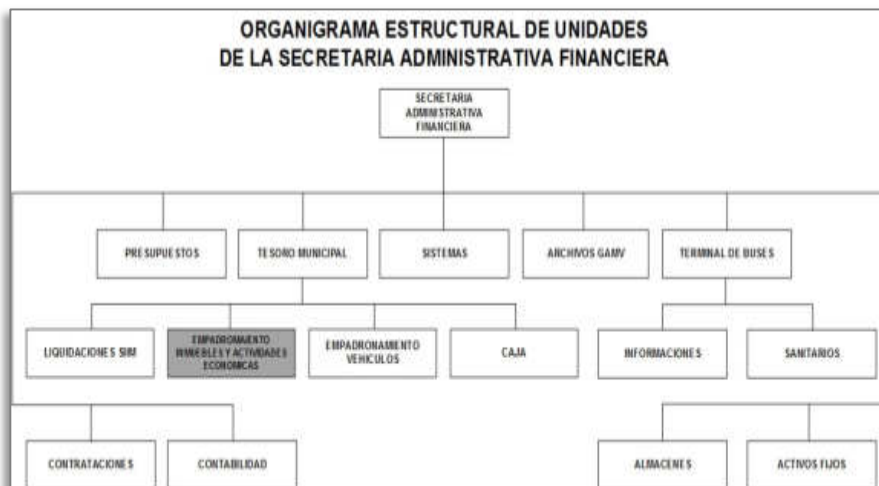 ORGANIGRAMA ESTRUCTURAL DE UNIDADES
DE LA SECRETARIA ADMINISTRATIVA FINANCIERA
SECRETARIA
ADMINISTRATIVA
FINANCIERA
PRESUPUESTOS
TESORO MUNICIPAL
SISTEMAS
ARCHIVOS GAMV
TERMINAL DE BUSES
LIQUIDACIONES SIIM
EMPADRONAMIENTO
INMUEBLES Y ACTIVIDADES
ECONOMICAS
EMPADRONAMIENTO
VEHICULOS
CAJA
INFORMACIONES
SANITARIOS
CONTRATACIONES
CONTABILIDAD
ALMACENES
ACTIVOS FIJOS